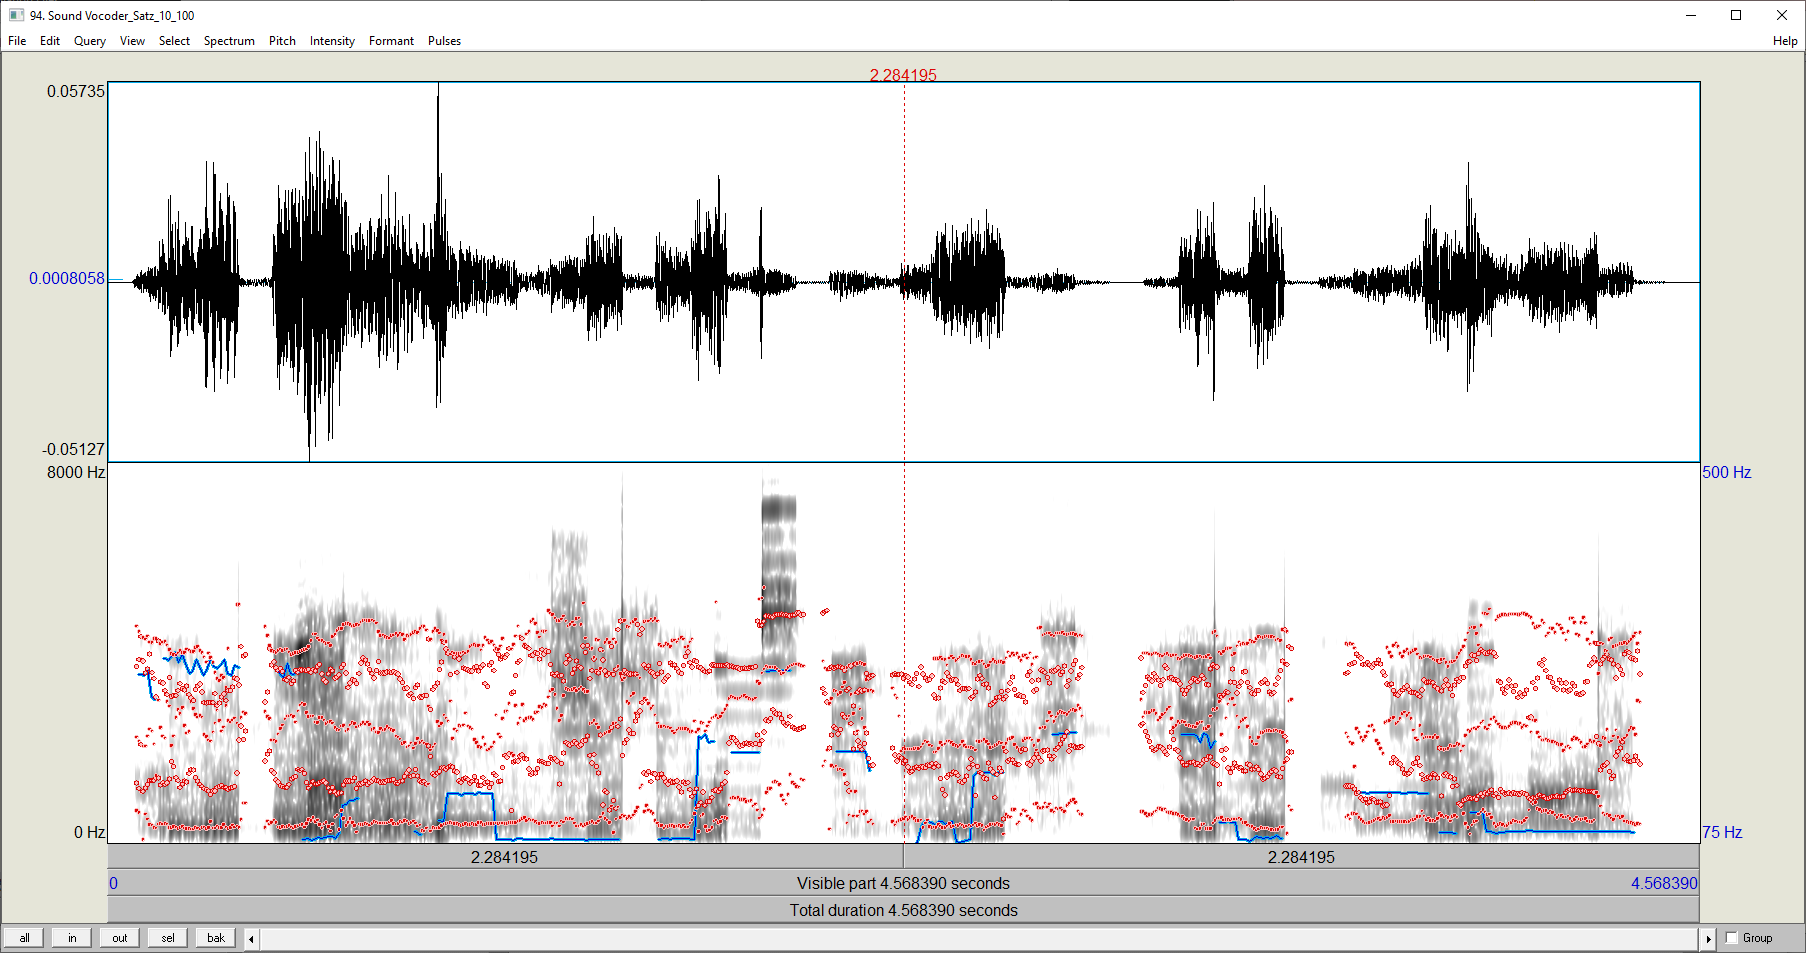 94. Sound Vocoder_Satz_10_100
File Edit Query View Select Spectrum Pitch Intensity Formant Pulses Help
2.284195
0.05735
0.0008058
-0.05127
8000 Hz 500 Hz
0 Hz 75 Hz
2.284195 2.284195
0 Visible part 4.568390 seconds 4.568390
Total duration 4.568390 seconds
all in out sel bak Group